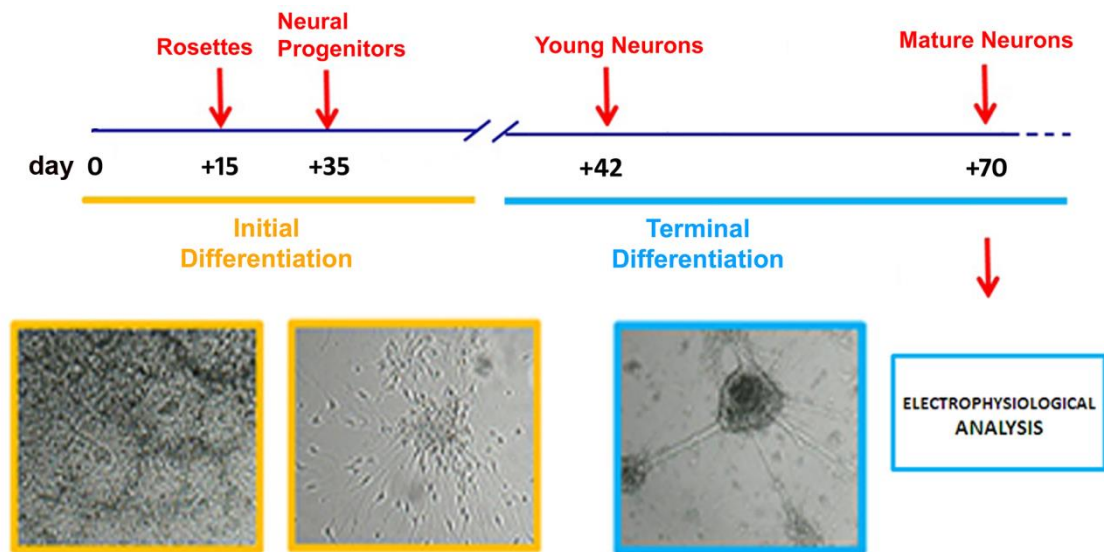 Rosettes
Neural
Progenitors
Young Neurons
Mature Neurons
day 0 +15 +35 +42 +70
Initial
Differentiation
Terminal
Differentiation
ELECTROPHYSIOLOGICAL
ANALYSIS